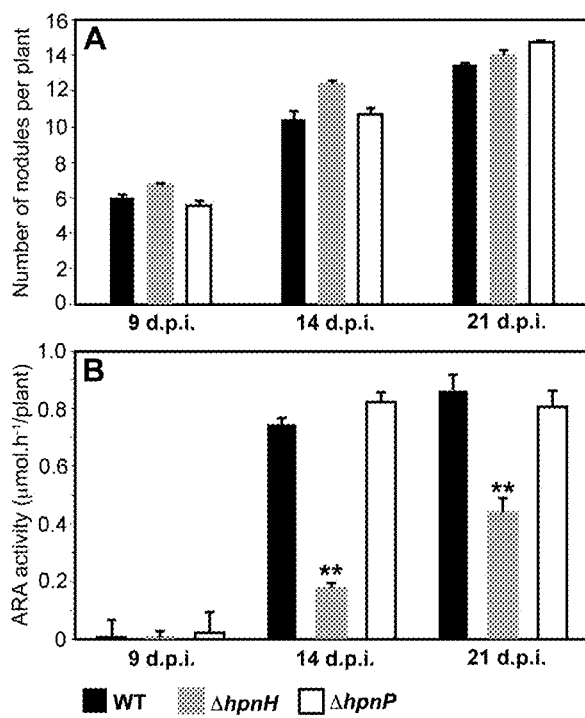 A
Number of nodules per plant
16
14
12
10
8
6
4
2
0
9 d.p.i. 14 d.p.i. 21 d.p.i.
B
ARA activity (μmol.h⁻¹/plant)
1.0
0.8
0.6
0.4
0.2
0
** **
9 d.p.i. 14 d.p.i. 21 d.p.i.
WT ΔhpnH ΔhpnP